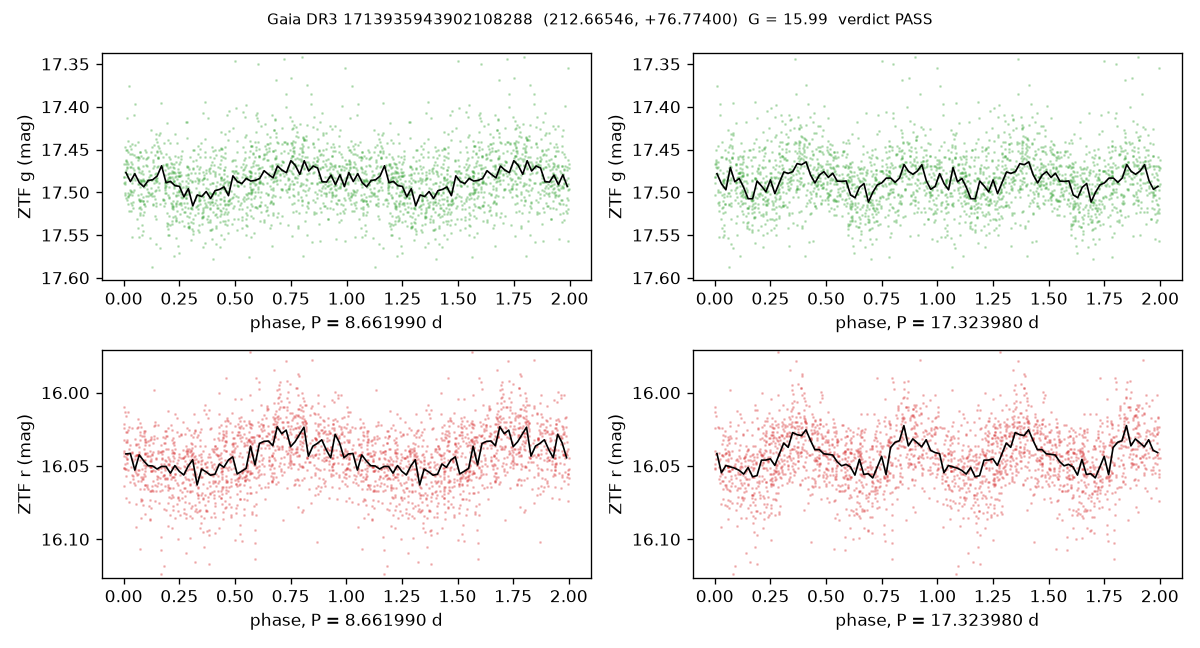 Gaia DR3 1713935943902108288 (212.66546, +76.77400) G = 15.99 verdict PASS
17.35
17.40
17.45
17.50
17.55
17.60
ZTF g (mag)
0.00 0.25 0.50 0.75 1.00 1.25 1.50 1.75 2.00
phase, P = 8.661990 d
17.35
17.40
17.45
17.50
17.55
17.60
ZTF g (mag)
0.00 0.25 0.50 0.75 1.00 1.25 1.50 1.75 2.00
phase, P = 17.323980 d
16.00
16.05
16.10
ZTF r (mag)
0.00 0.25 0.50 0.75 1.00 1.25 1.50 1.75 2.00
phase, P = 8.661990 d
16.00
16.05
16.10
ZTF r (mag)
0.00 0.25 0.50 0.75 1.00 1.25 1.50 1.75 2.00
phase, P = 17.323980 d